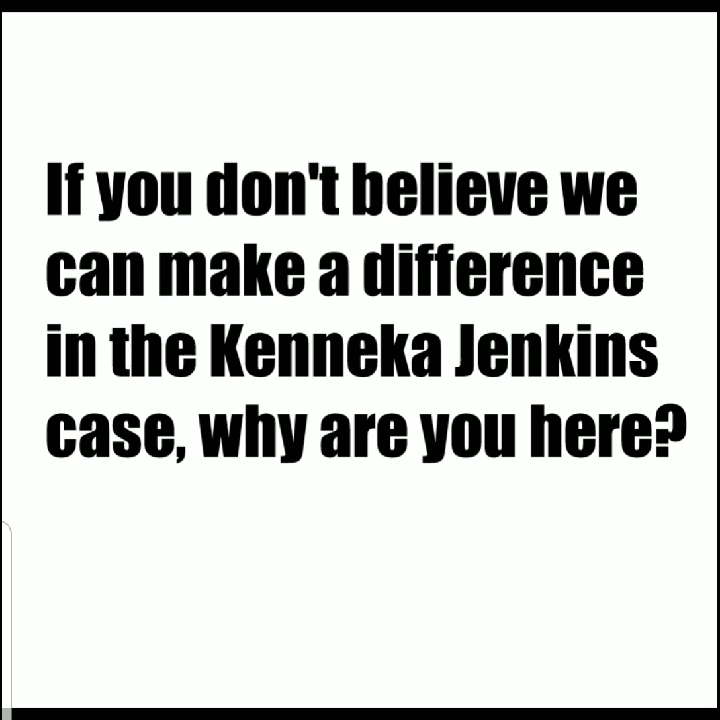 If you don't believe we
can make a difference
in the Kenneka Jenkins
case, why are you here?